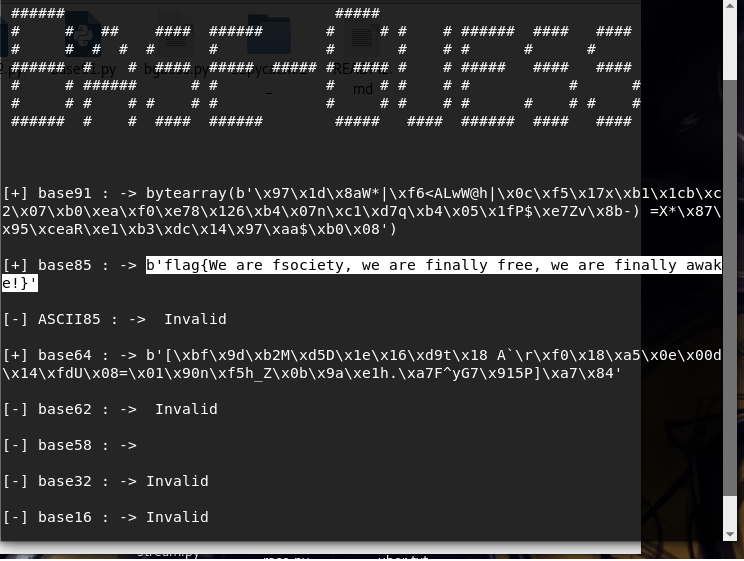 [+] base91 : -> bytearray(b'\x97\x1d\x8aW*|\xf6<ALwW@h|\x0c\xf5\x17x\xb1\x1cb\xc
2\x07\xb0\xea\xf0\xe78\x126\xb4\x07n\xc1\xd7q\xb4\x05\x1fP$\xe7Zv\x8b-) =X*\x87\
x95\xceaR\xe1\xb3\xdc\x14\x97\xaa$\xb0\x08')
[+] base85 : -> b'flag{We are fsociety, we are finally free, we are finally awak
e!}'
[-] ASCII85 : ->  Invalid
[+] base64 : -> b'[\xbf\x9d\xb2M\xd5D\x1e\x16\xd9t\x18 A`\r\xf0\x18\xa5\x0e\x00d
\x14\xfdU\x08=\x01\x90n\xf5h_Z\x0b\x9a\xe1h.\xa7F^yG7\x915P]\xa7\x84'
[-] base62 : ->  Invalid
[-] base58 : ->
[-] base32 : -> Invalid
[-] base16 : -> Invalid